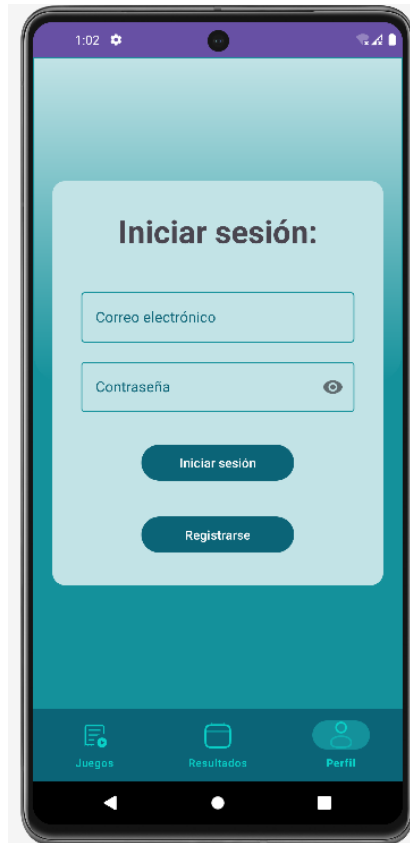 1:02
Iniciar sesión:
Correo electrónico
Contraseña
Iniciar sesión
Registrarse
Juegos
Resultados
Perfil